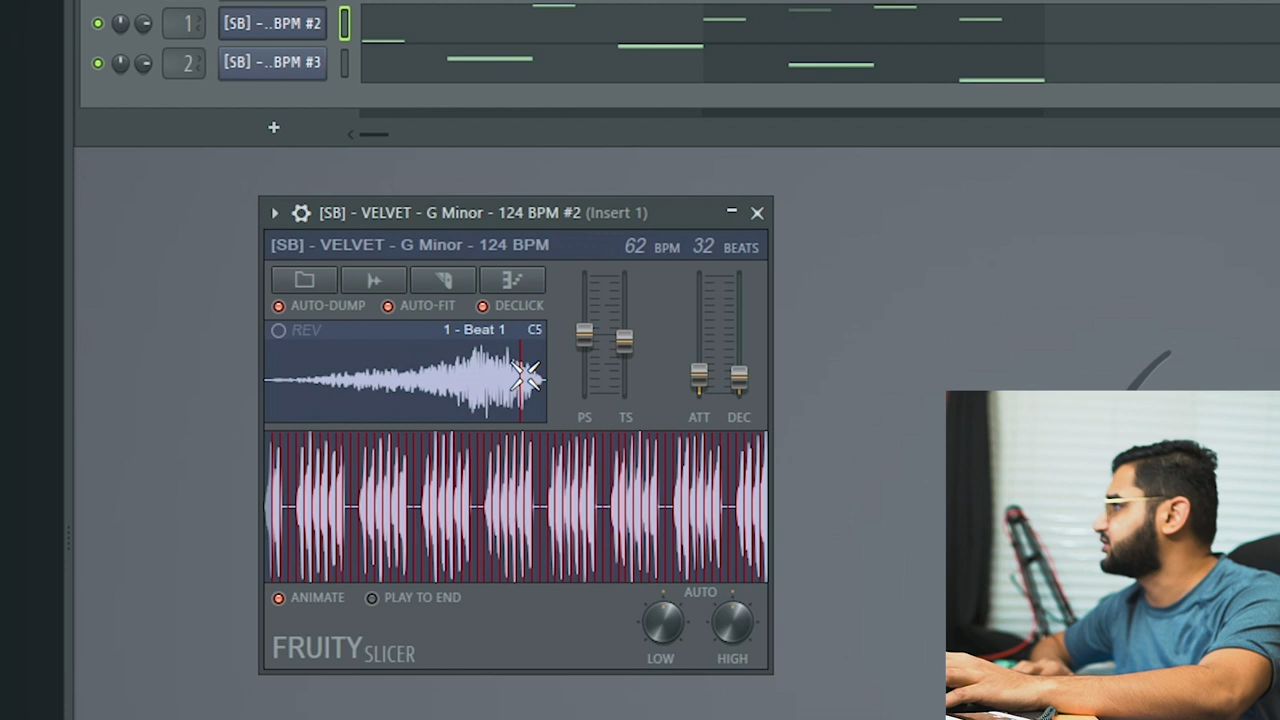 1 [SB] -..BPM #2
2 [SB] -..BPM #3
+
[SB] - VELVET - G Minor - 124 BPM #2 (Insert 1)
[SB] - VELVET - G Minor - 124 BPM 62 BPM 32 BEATS
AUTO-DUMP AUTO-FIT DECLICK
REV 1 - Beat 1 C5
PS TS ATT DEC
ANIMATE PLAY TO END AUTO
FRUITY SLICER LOW HIGH